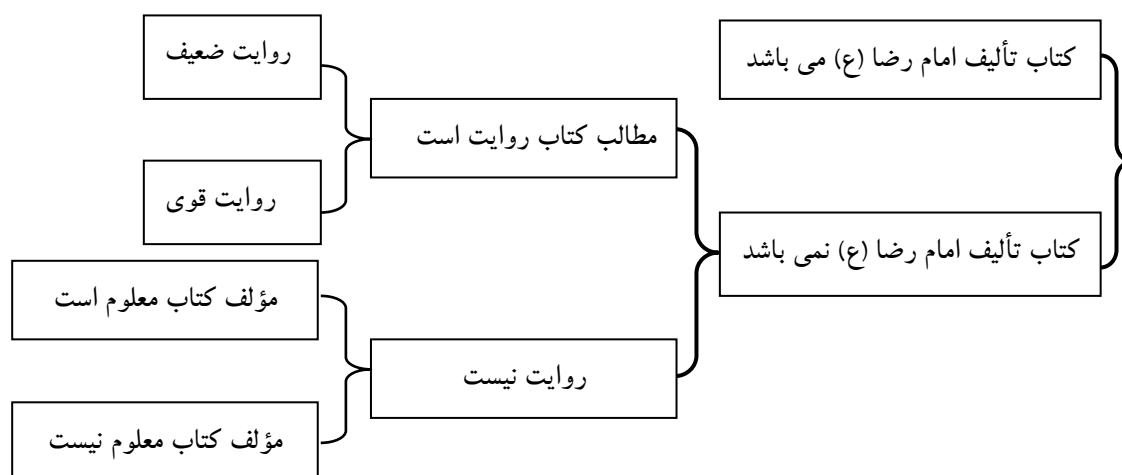 کتاب تألیف امام رضا (ع) می باشد
کتاب تألیف امام رضا (ع) نمی باشد
مطالب کتاب روایت است
روایت نیست
روایت ضعیف
روایت قوی
مؤلف کتاب معلوم است
مؤلف کتاب معلوم نیست